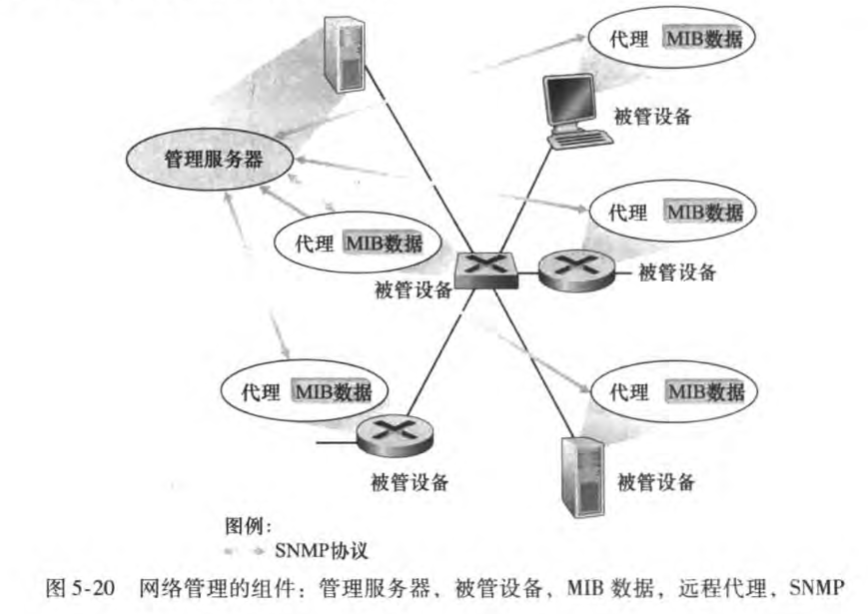 代理 MIB数据
被管设备
管理服务器
代理 MIB数据
代理 MIB数据
被管设备
被管设备
代理 MIB数据
代理 MIB数据
被管设备
被管设备
图例：
SNMP协议
图 5-20 网络管理的组件：管理服务器，被管设备，MIB 数据，远程代理，SNMP